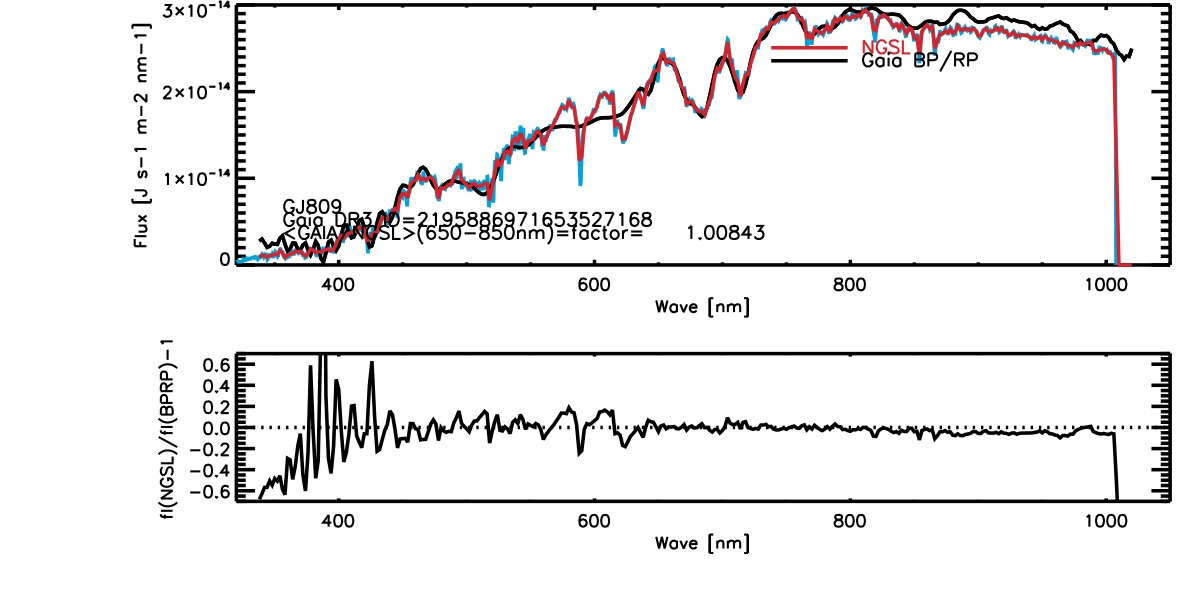 3×10⁻¹⁴
2×10⁻¹⁴
1×10⁻¹⁴
0
Flux [J s−1 m−2 nm−1]
NGSL
Gaia BP/RP
GJ809
Gaia DR3 ID=2195886971653527168
<GAIA/NGSL>(650−850nm)=factor= 1.00843
400 600 800 1000
Wave [nm]
fl(NGSL)/fl(BPRP)−1
0.6
0.4
0.2
0.0
−0.2
−0.4
−0.6
400 600 800 1000
Wave [nm]